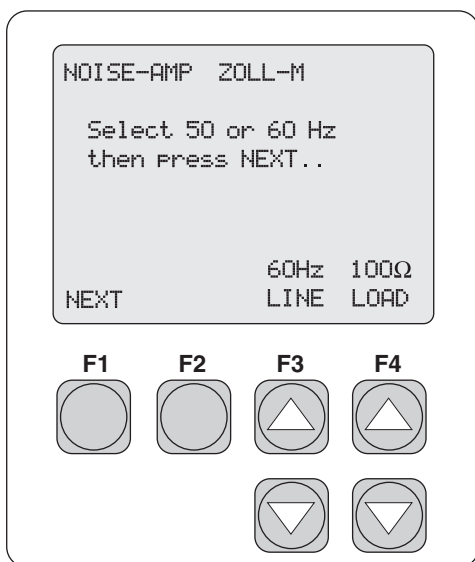 NOISE-AMP ZOLL-M
Select 50 or 60 Hz
then press NEXT..
60Hz 100Ω
NEXT LINE LOAD
F1 F2 F3 F4